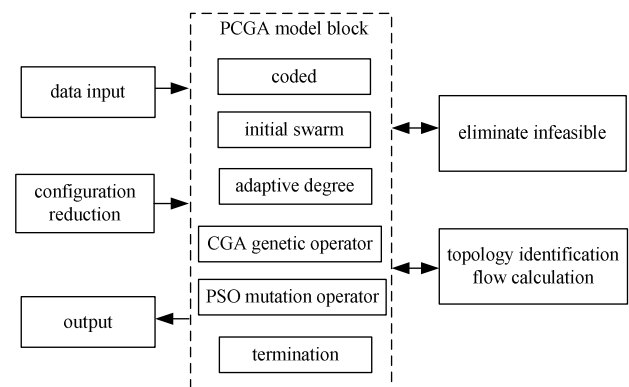 PCGA model block
data input
configuration
reduction
output
coded
initial swarm
adaptive degree
CGA genetic operator
PSO mutation operator
termination
eliminate infeasible
topology identification
flow calculation